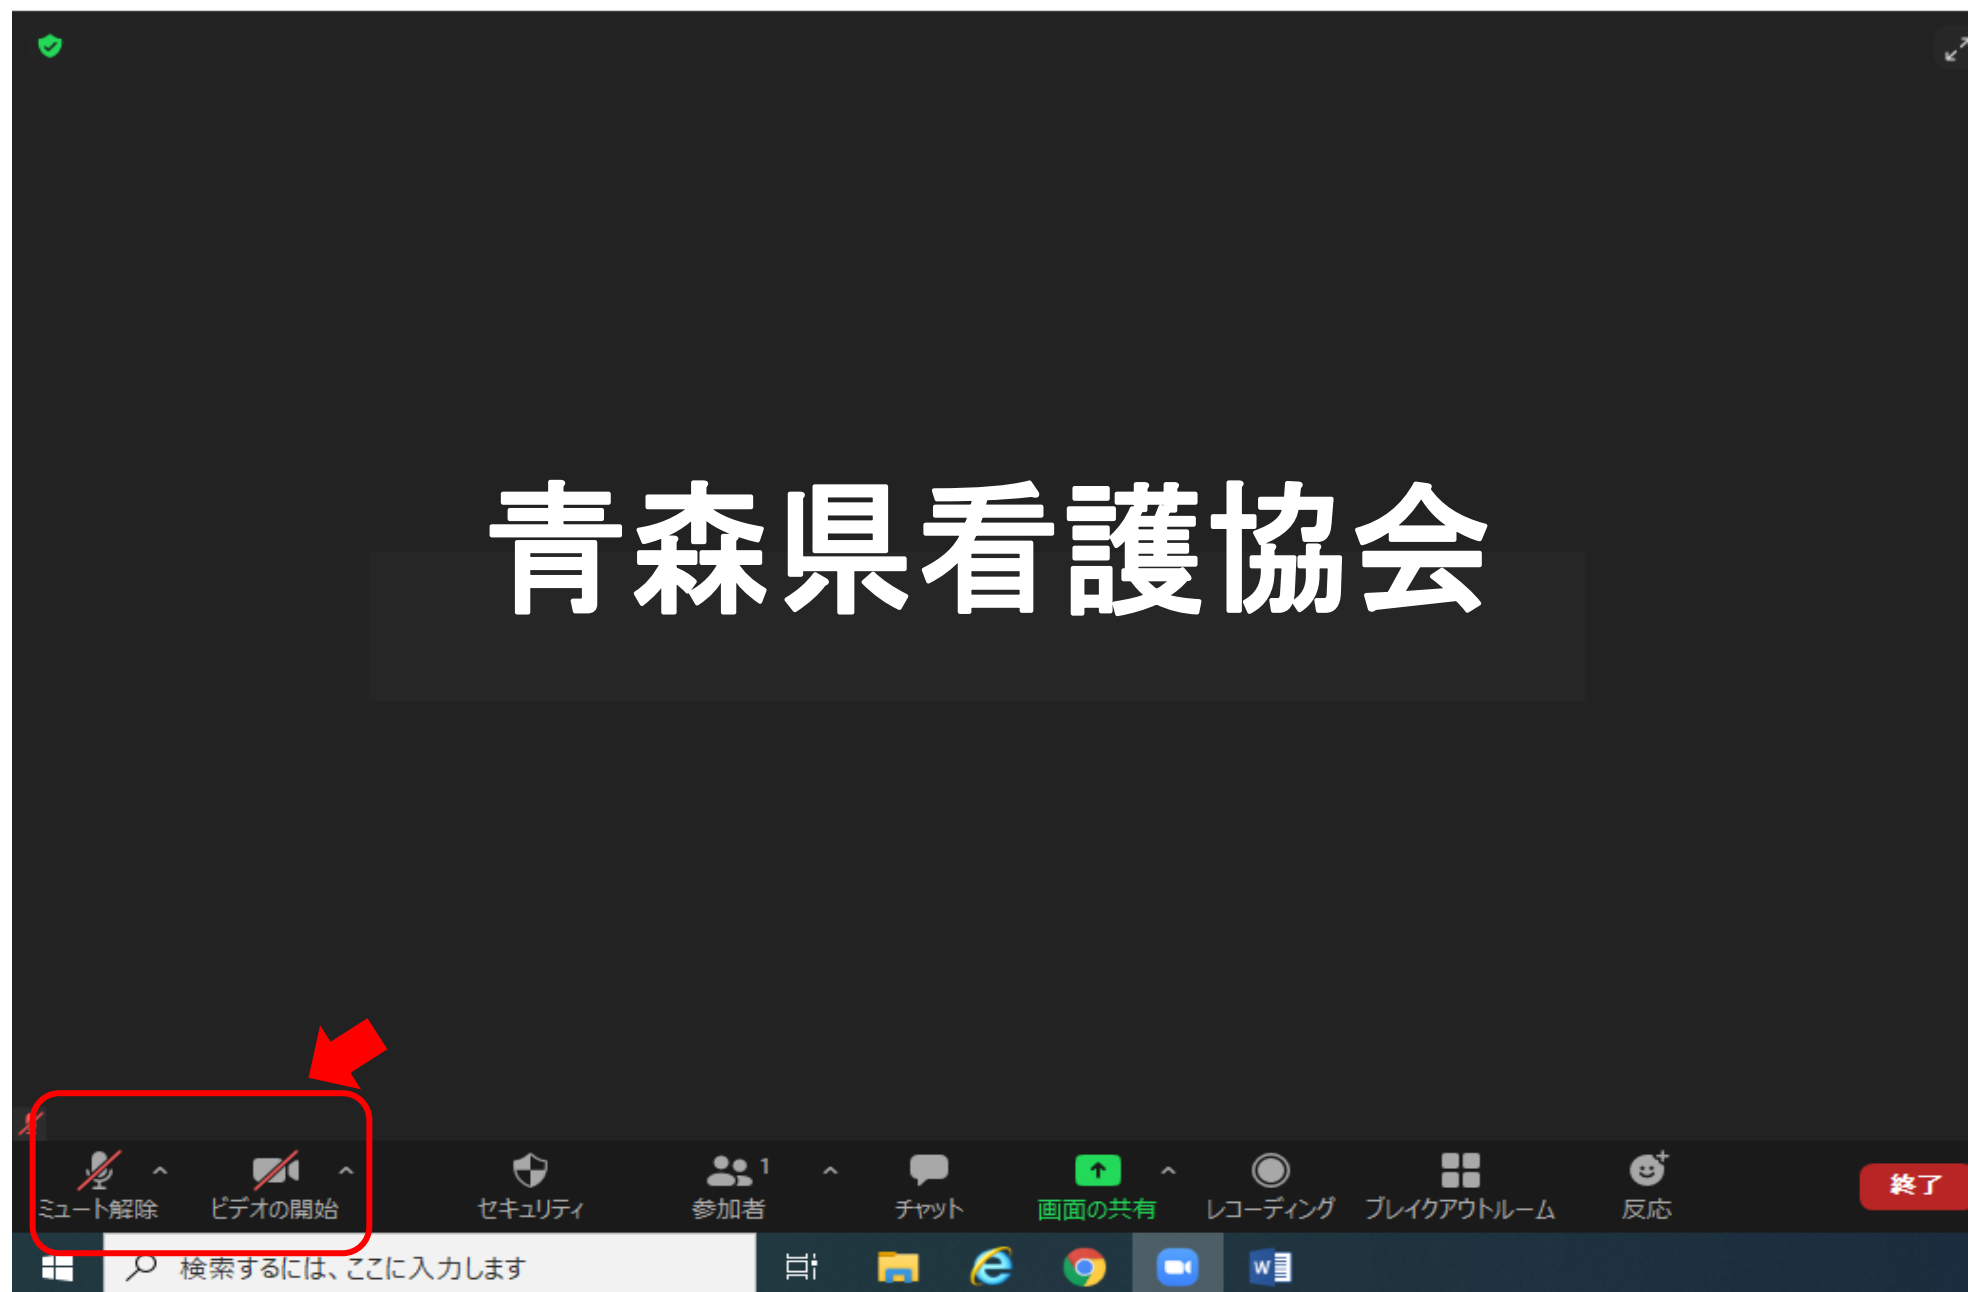 青森県看護協会
ミュート解除 ビデオの開始 セキュリティ 参加者 1 チャット 画面の共有 レコーディング ブレイクアウトルーム 反応 終了
検索するには、ここに入力します
W